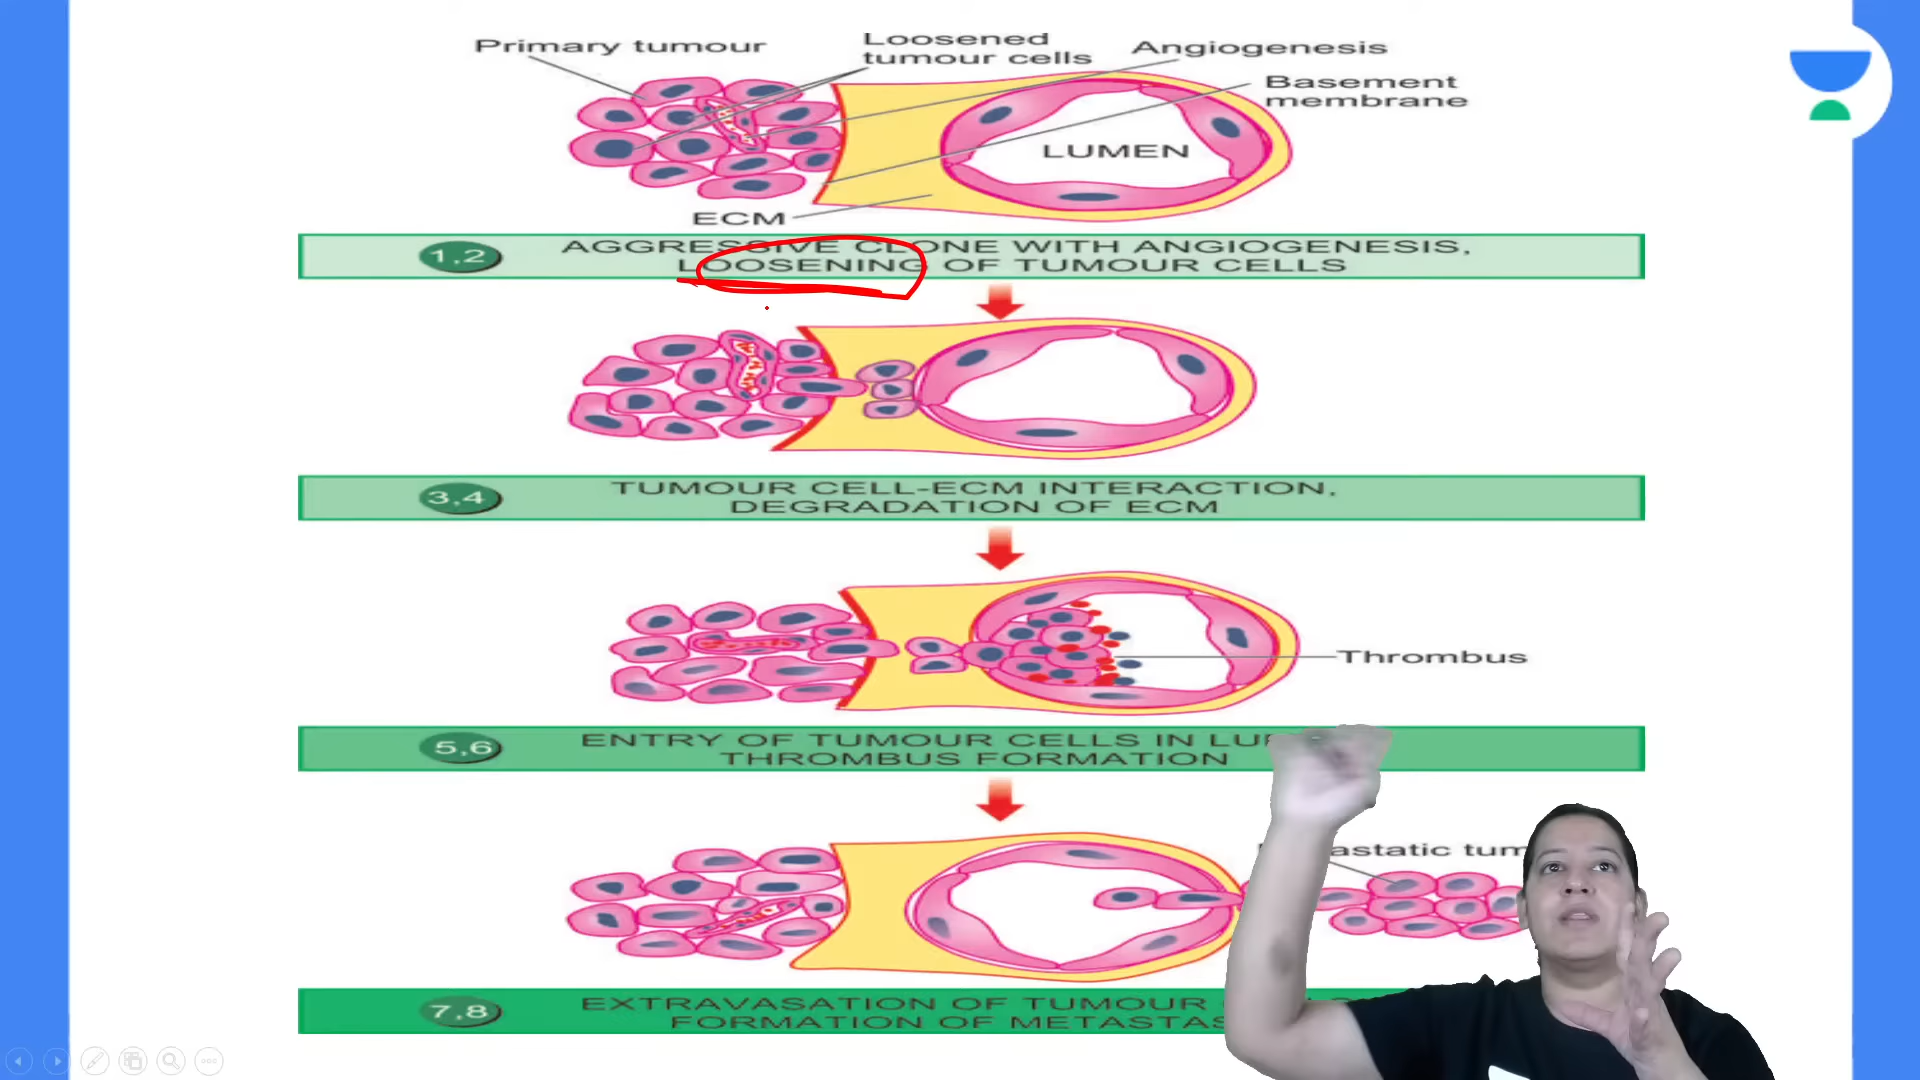 Primary tumour
Loosened
tumour cells
Angiogenesis
Basement
membrane
LUMEN
ECM
1,2
AGGRESSIVE CLONE WITH ANGIOGENESIS,
LOOSENING OF TUMOUR CELLS
3,4
TUMOUR CELL-ECM INTERACTION,
DEGRADATION OF ECM
Thrombus
5,6
ENTRY OF TUMOUR CELLS IN
THROMBUS FORMATION
7,8
EXTRAVASATION OF TUMOUR
FORMATION OF